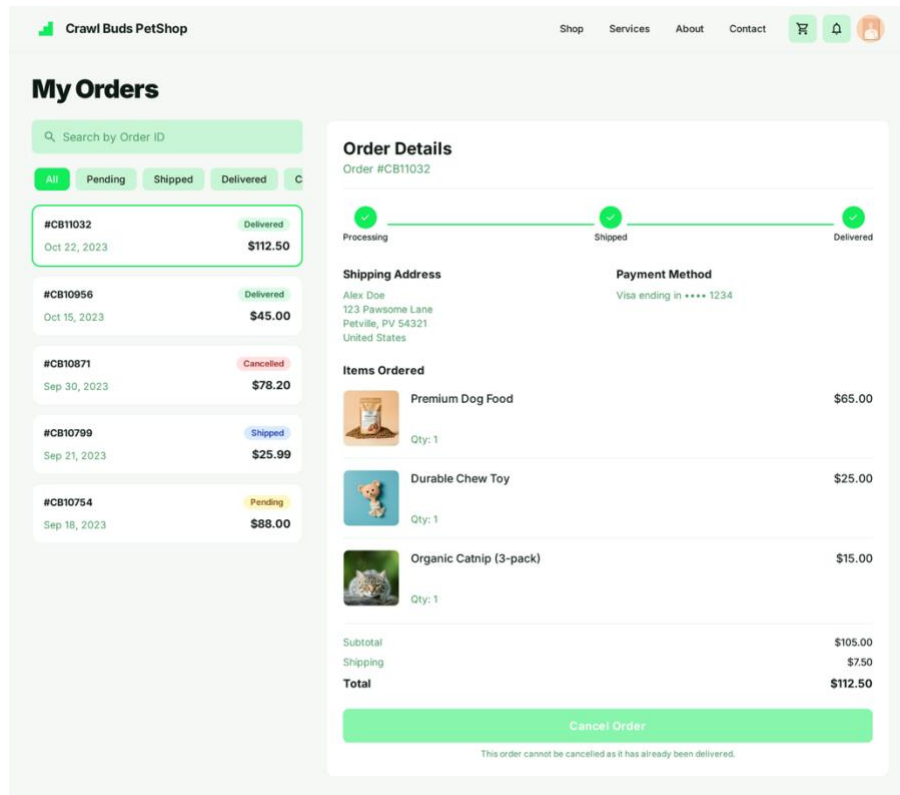 Crawl Buds PetShop
Shop Services About Contact
My Orders
Search by Order ID
All Pending Shipped Delivered C
#CB11032 Delivered
Oct 22, 2023 $112.50
#CB10956 Delivered
Oct 15, 2023 $45.00
#CB10871 Cancelled
Sep 30, 2023 $78.20
#CB10799 Shipped
Sep 21, 2023 $25.99
#CB10754 Pending
Sep 18, 2023 $88.00
Order Details
Order #CB11032
Processing Shipped Delivered
Shipping Address
Alex Doe
123 Pawsome Lane
Petville, PV 54321
United States
Payment Method
Visa ending in •••• 1234
Items Ordered
Premium Dog Food $65.00
Qty: 1
Durable Chew Toy $25.00
Qty: 1
Organic Catnip (3-pack) $15.00
Qty: 1
Subtotal $105.00
Shipping $7.50
Total $112.50
Cancel Order
This order cannot be cancelled as it has already been delivered.